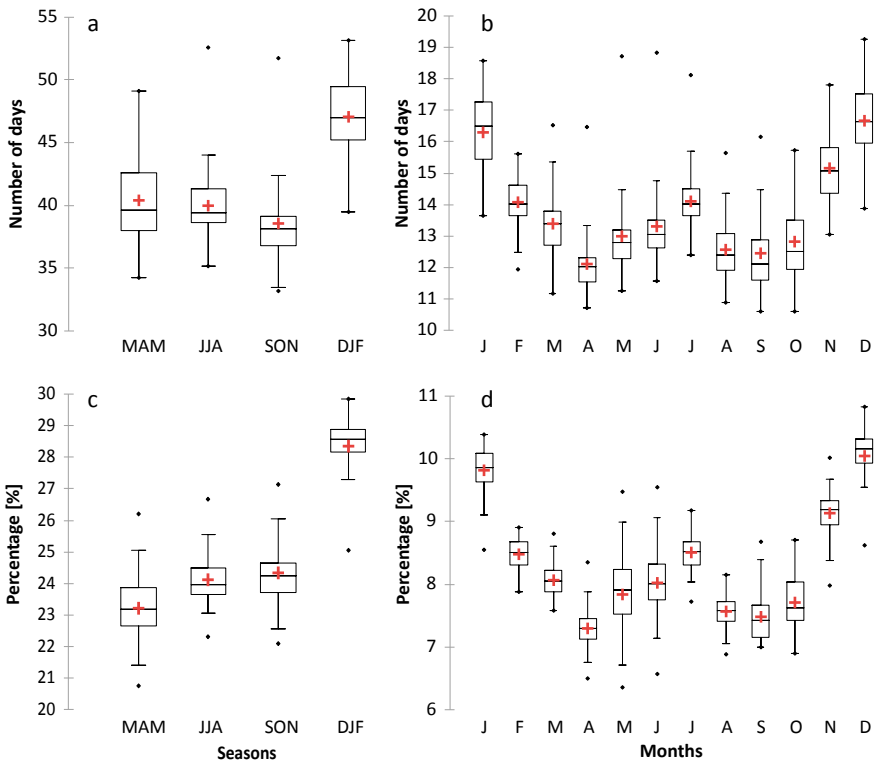 a
Number of days
55
50
45
40
35
30
MAM JJA SON DJF
b
Number of days
20
19
18
17
16
15
14
13
12
11
10
J F M A M J J A S O N D
c
Percentage [%]
30
29
28
27
26
25
24
23
22
21
20
MAM JJA SON DJF
Seasons
d
Percentage [%]
11
10
9
8
7
6
J F M A M J J A S O N D
Months